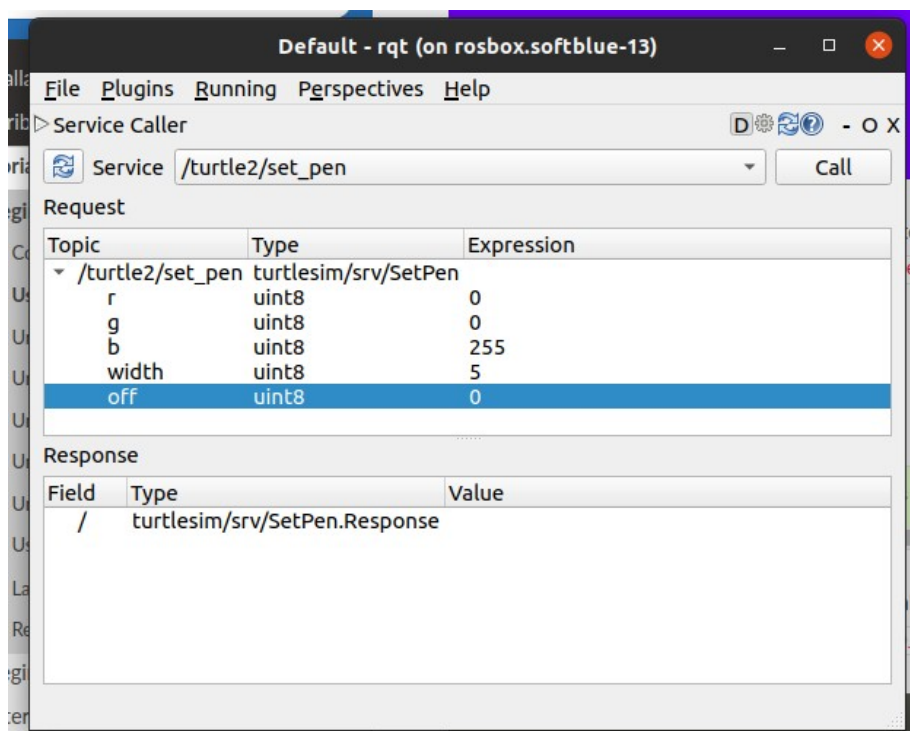 Default - rqt (on rosbox.softblue-13)
File Plugins Running Perspectives Help
Service Caller D - O X
Service /turtle2/set_pen Call
Request
Topic Type Expression
/turtle2/set_pen turtlesim/srv/SetPen
r uint8 0
g uint8 0
b uint8 255
width uint8 5
off uint8 0
Response
Field Type Value
/ turtlesim/srv/SetPen.Response